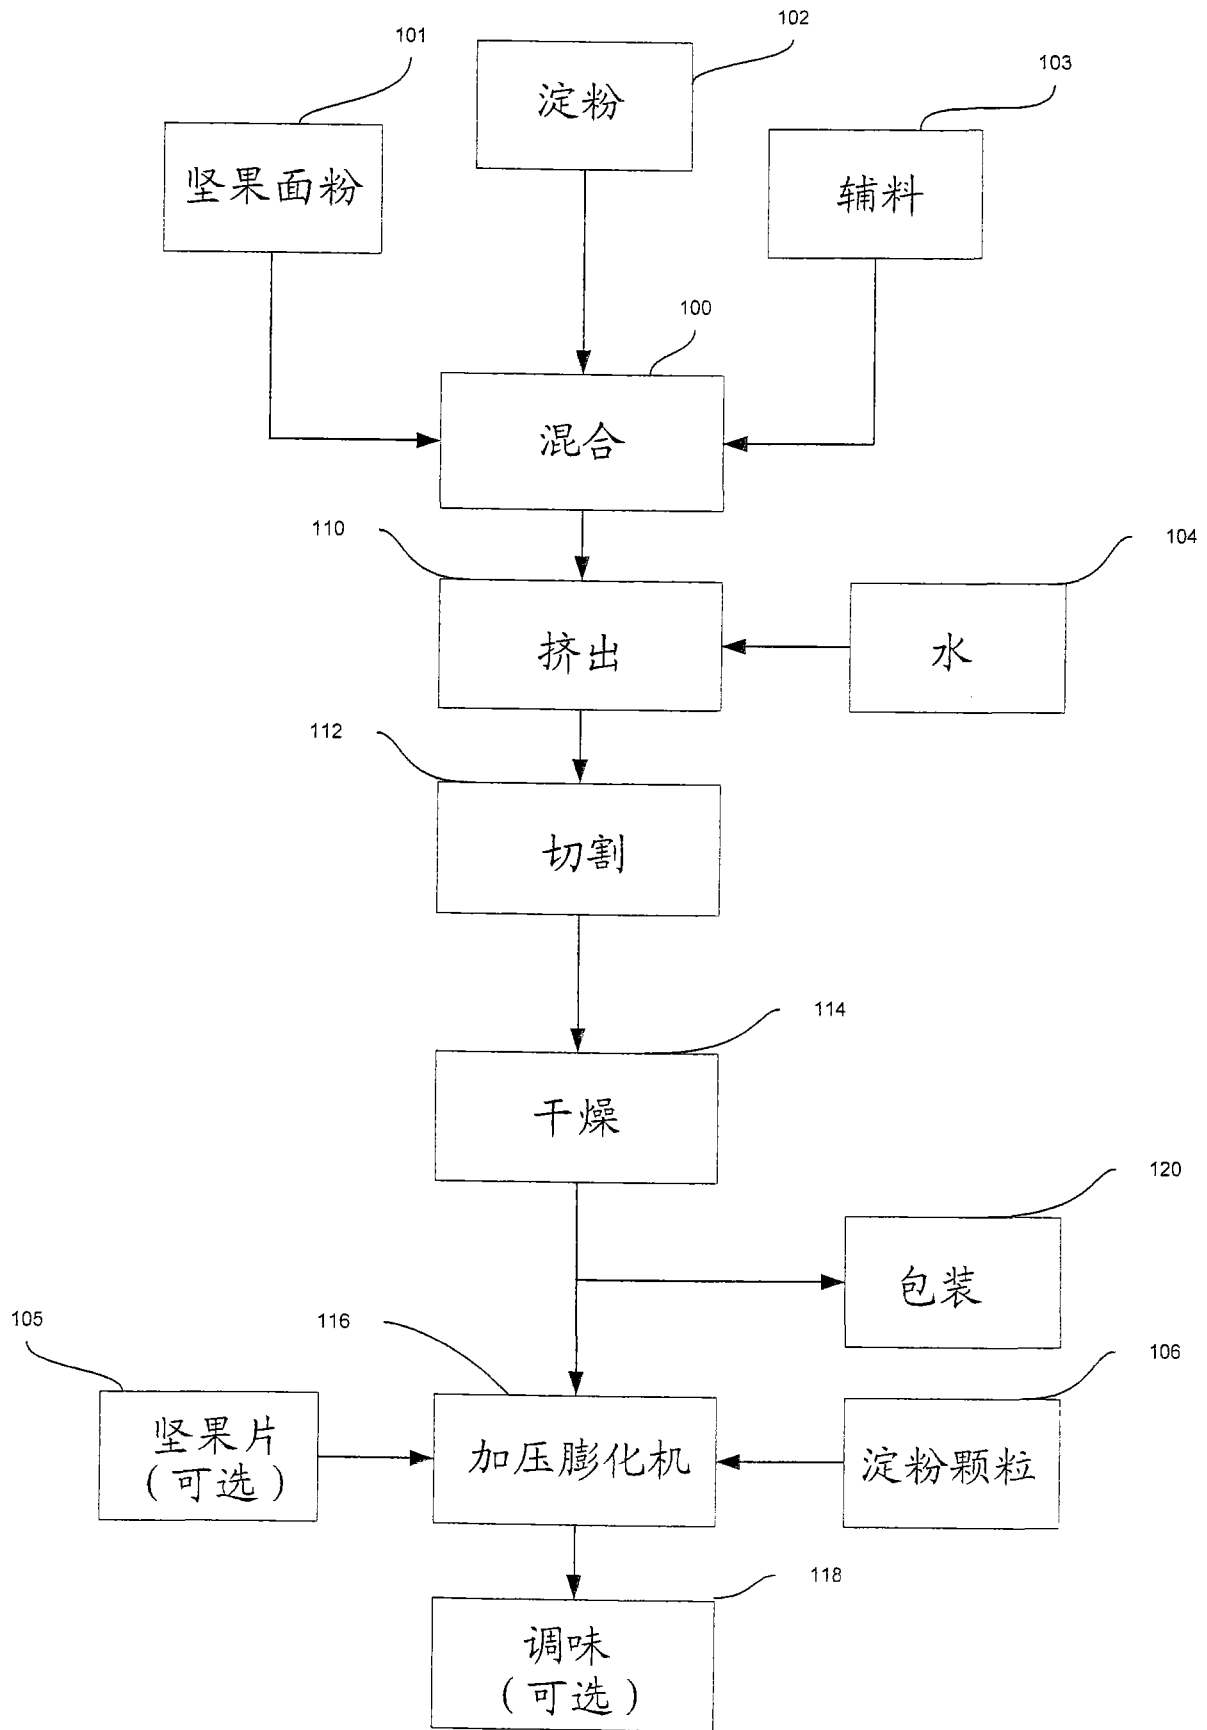 102
101
103
淀粉
坚果面粉
辅料
100
混合
110
104
挤出
水
112
切割
114
干燥
120
包装
105
116
106
坚果片
(可选)
加压膨化机
淀粉颗粒
118
调味
(可选)